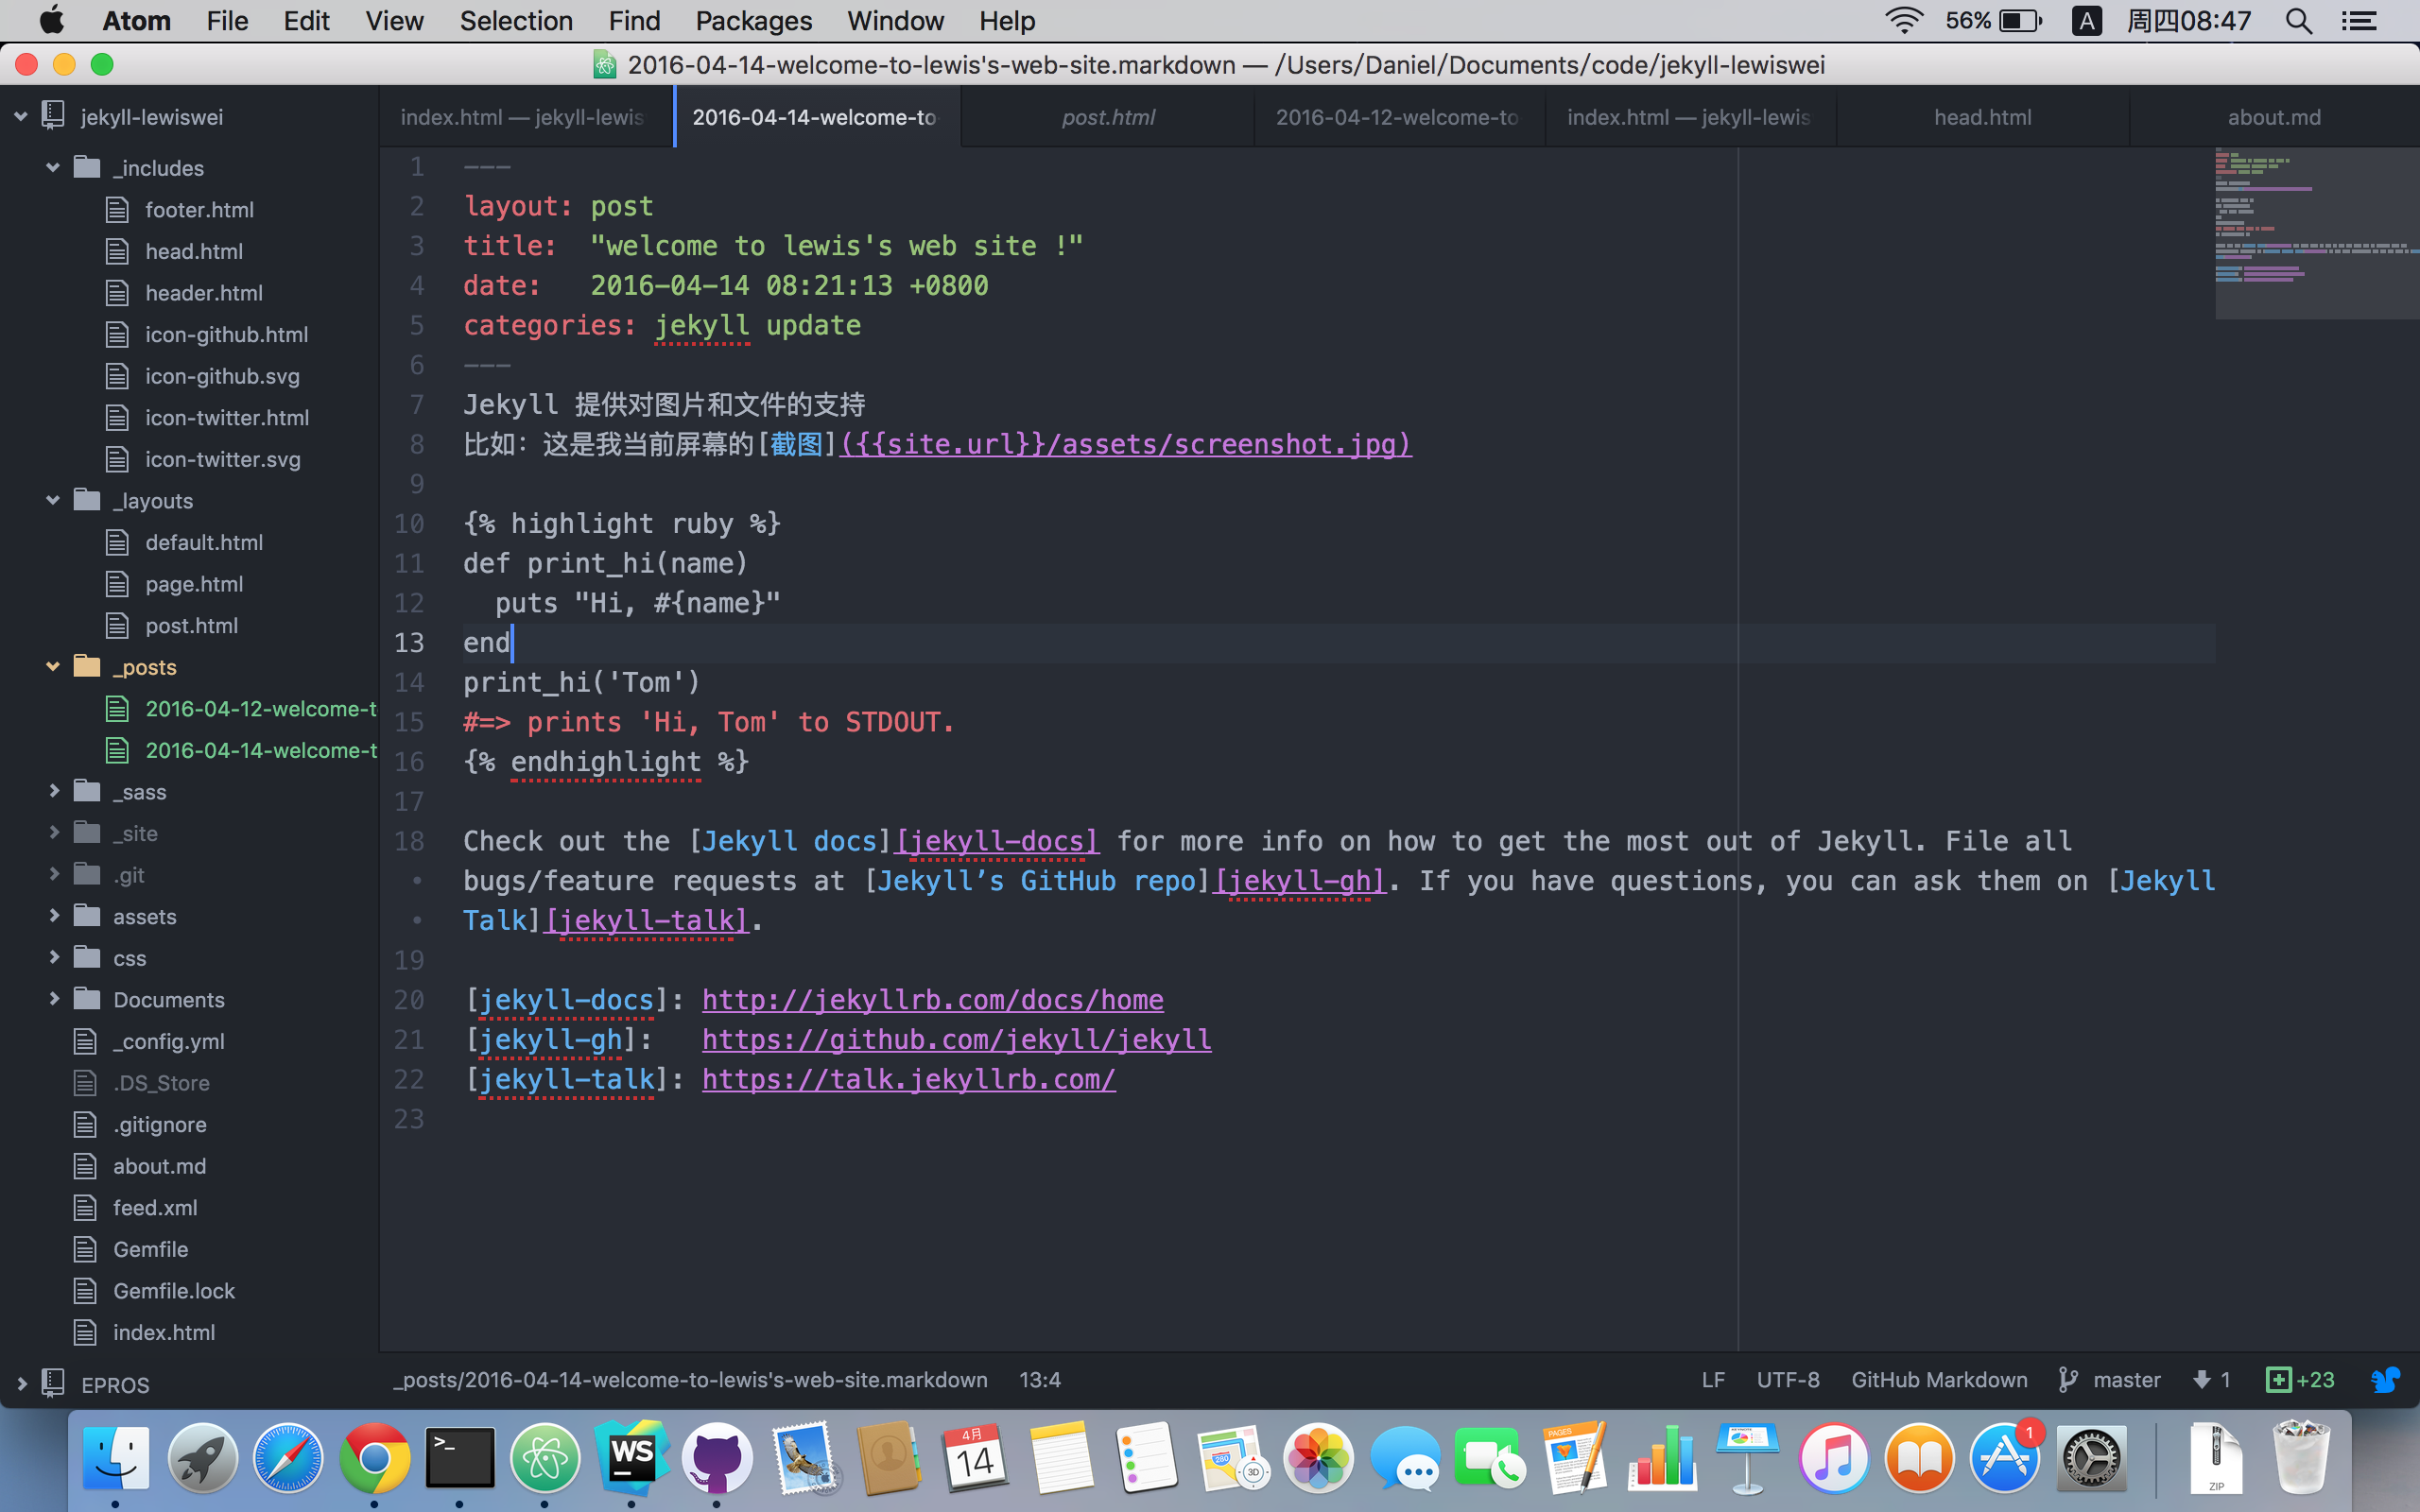 Atom File Edit View Selection Find Packages Window Help 56% A 周四08:47
2016-04-14-welcome-to-lewis's-web-site.markdown — /Users/Daniel/Documents/code/jekyll-lewiswei
jekyll-lewiswei
_includes
footer.html
head.html
header.html
icon-github.html
icon-github.svg
icon-twitter.html
icon-twitter.svg
_layouts
default.html
page.html
post.html
_posts
2016-04-12-welcome-t
2016-04-14-welcome-t
_sass
_site
.git
assets
css
Documents
_config.yml
.DS_Store
.gitignore
about.md
feed.xml
Gemfile
Gemfile.lock
index.html
EPROS
index.html — jekyll-lewis 2016-04-14-welcome-to post.html 2016-04-12-welcome-to index.html — jekyll-lewis head.html about.md
1 ---
2 layout: post
3 title:  "welcome to lewis's web site !"
4 date:   2016-04-14 08:21:13 +0800
5 categories: jekyll update
6 ---
7 Jekyll 提供对图片和文件的支持
8 比如：这是我当前屏幕的[截图]({{site.url}}/assets/screenshot.jpg)
9
10 {% highlight ruby %}
11 def print_hi(name)
12   puts "Hi, #{name}"
13 end
14 print_hi('Tom')
15 #=> prints 'Hi, Tom' to STDOUT.
16 {% endhighlight %}
17
18 Check out the [Jekyll docs][jekyll-docs] for more info on how to get the most out of Jekyll. File all
• bugs/feature requests at [Jekyll’s GitHub repo][jekyll-gh]. If you have questions, you can ask them on [Jekyll
• Talk][jekyll-talk].
19
20 [jekyll-docs]: http://jekyllrb.com/docs/home
21 [jekyll-gh]:   https://github.com/jekyll/jekyll
22 [jekyll-talk]: https://talk.jekyllrb.com/
23
_posts/2016-04-14-welcome-to-lewis's-web-site.markdown 13:4 LF UTF-8 GitHub Markdown master 1 +23
>_
WS
4月
14
280
3D
PAGES
1
ZIP